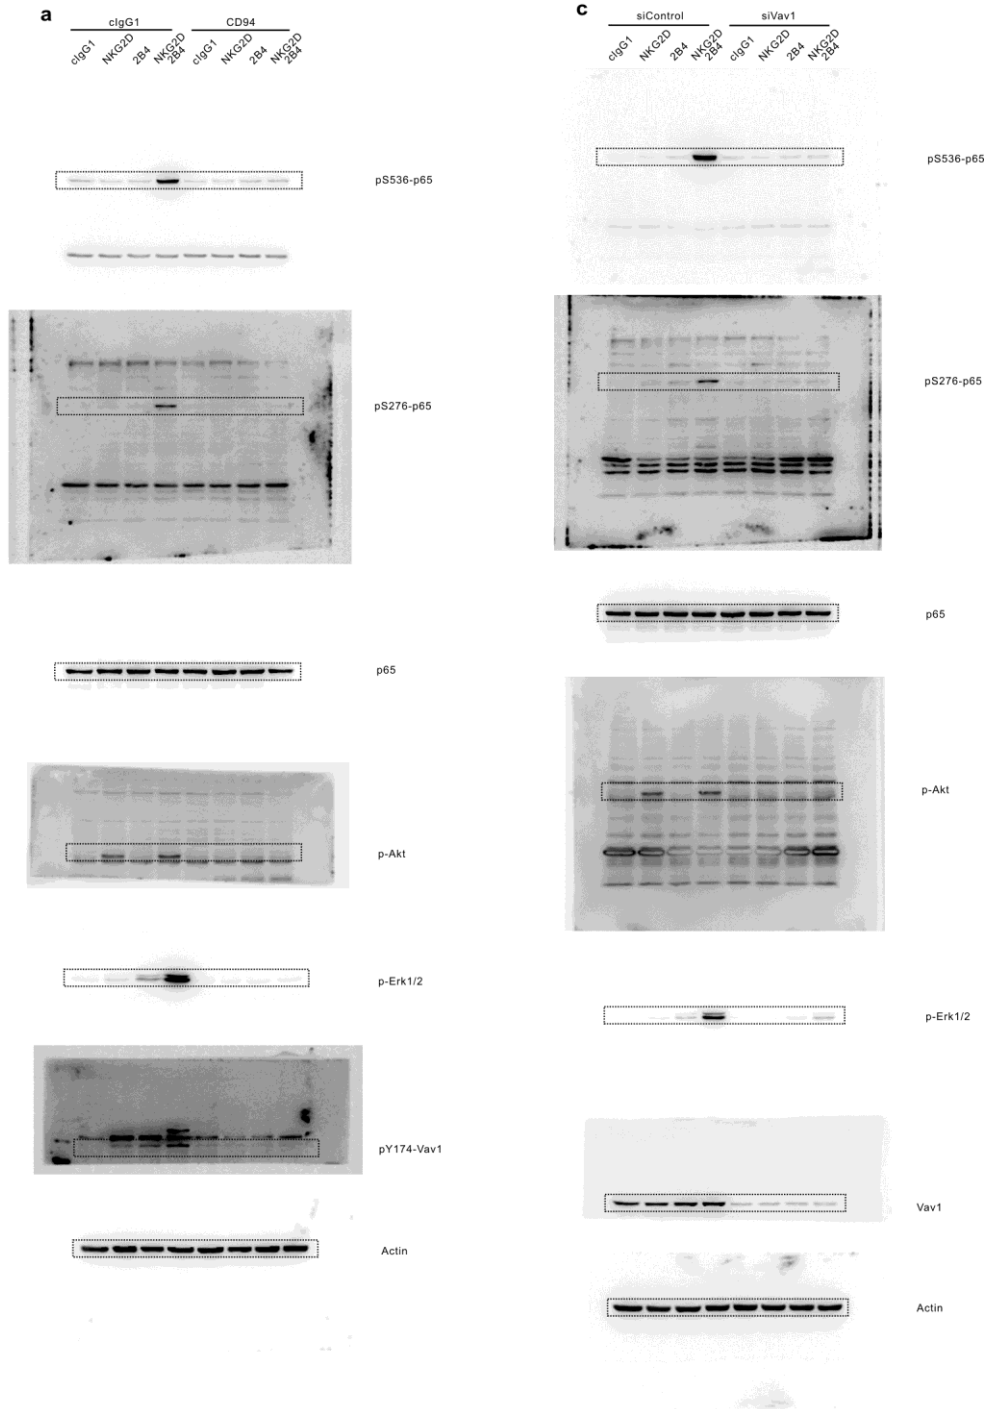 a
cIgG1 CD94
cIgG1 NKG2D 2B4 NKG2D 2B4 cIgG1 NKG2D 2B4 NKG2D 2B4
pS536-p65
pS276-p65
p65
p-Akt
p-Erk1/2
pY174-Vav1
Actin
c
siControl siVav1
cIgG1 NKG2D 2B4 NKG2D 2B4 cIgG1 NKG2D 2B4 NKG2D 2B4
pS536-p65
pS276-p65
p65
p-Akt
p-Erk1/2
Vav1
Actin